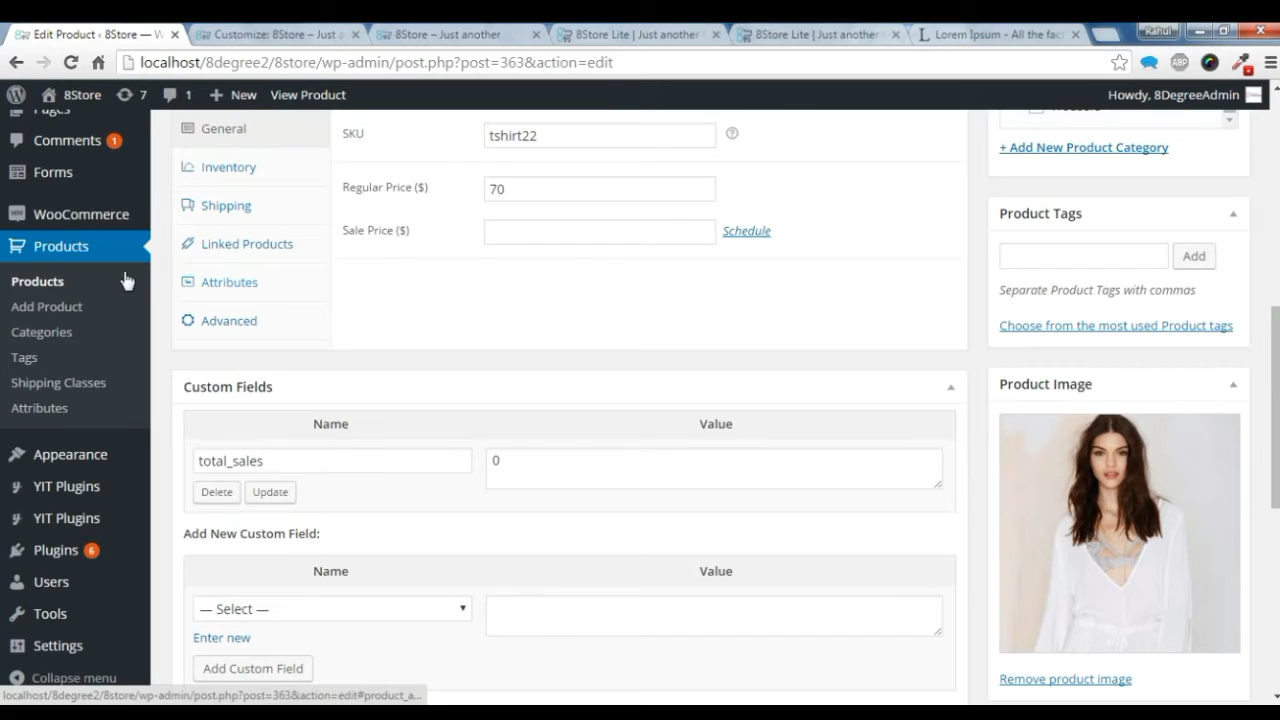 Edit Product ‹ 8Store — W
Customize: 8Store – Just a
8Store – Just another
8Store Lite | Just another
8Store Lite | Just another
Lorem Ipsum - All the fac
Rahul
localhost/8degree2/8store/wp-admin/post.php?post=363&action=edit
ABP
8Store
7
1
+ New
View Product
Howdy, 8DegreeAdmin
Pages
Comments 1
Forms
WooCommerce
Products
Products
Add Product
Categories
Tags
Shipping Classes
Attributes
Appearance
YIT Plugins
YIT Plugins
Plugins 6
Users
Tools
Settings
Collapse menu
General
Inventory
Shipping
Linked Products
Attributes
Advanced
SKU
tshirt22
Regular Price ($)
70
Sale Price ($)
Schedule
Custom Fields
Name
Value
total_sales
0
Delete
Update
Add New Custom Field:
Name
Value
— Select —
Enter new
Add Custom Field
+ Add New Product Category
Product Tags
Add
Separate Product Tags with commas
Choose from the most used Product tags
Product Image
Remove product image
localhost/8degree2/8store/wp-admin/post.php?post=363&action=edit#product_a...